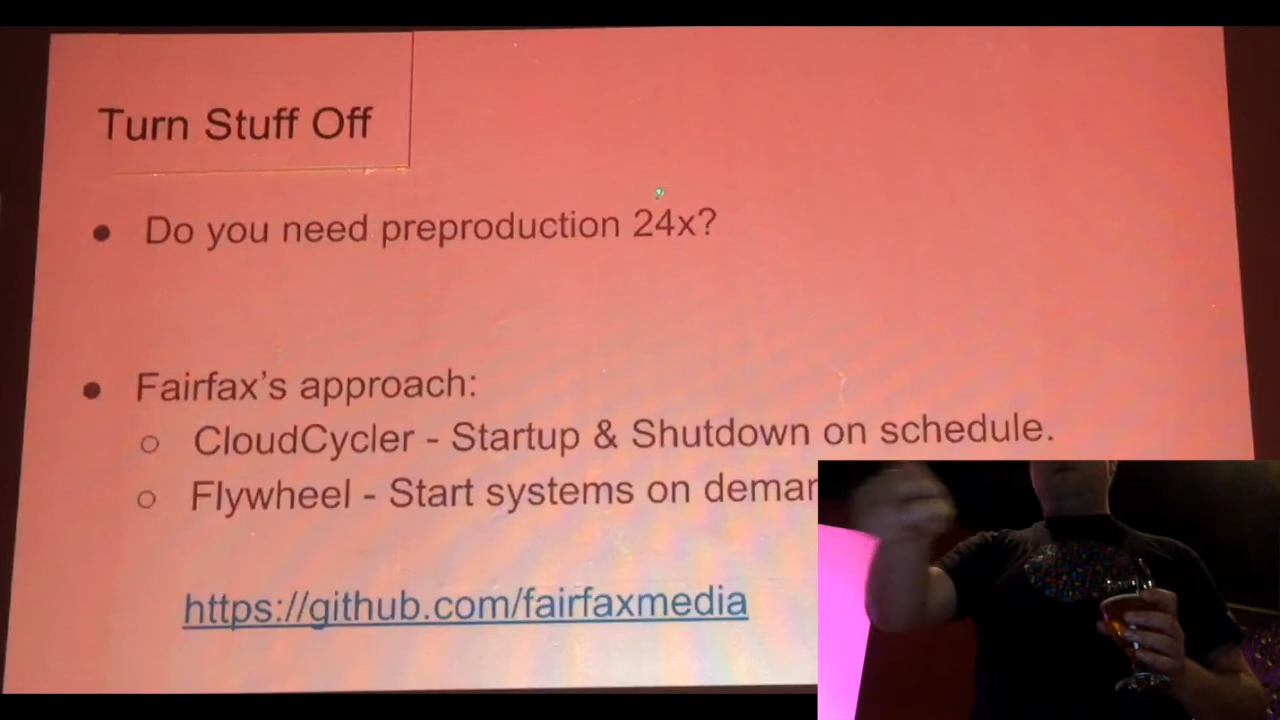 Turn Stuff Off
● Do you need preproduction 24x?
● Fairfax's approach:
○ CloudCycler - Startup & Shutdown on schedule.
○ Flywheel - Start systems on
https://github.com/fairfaxmedia